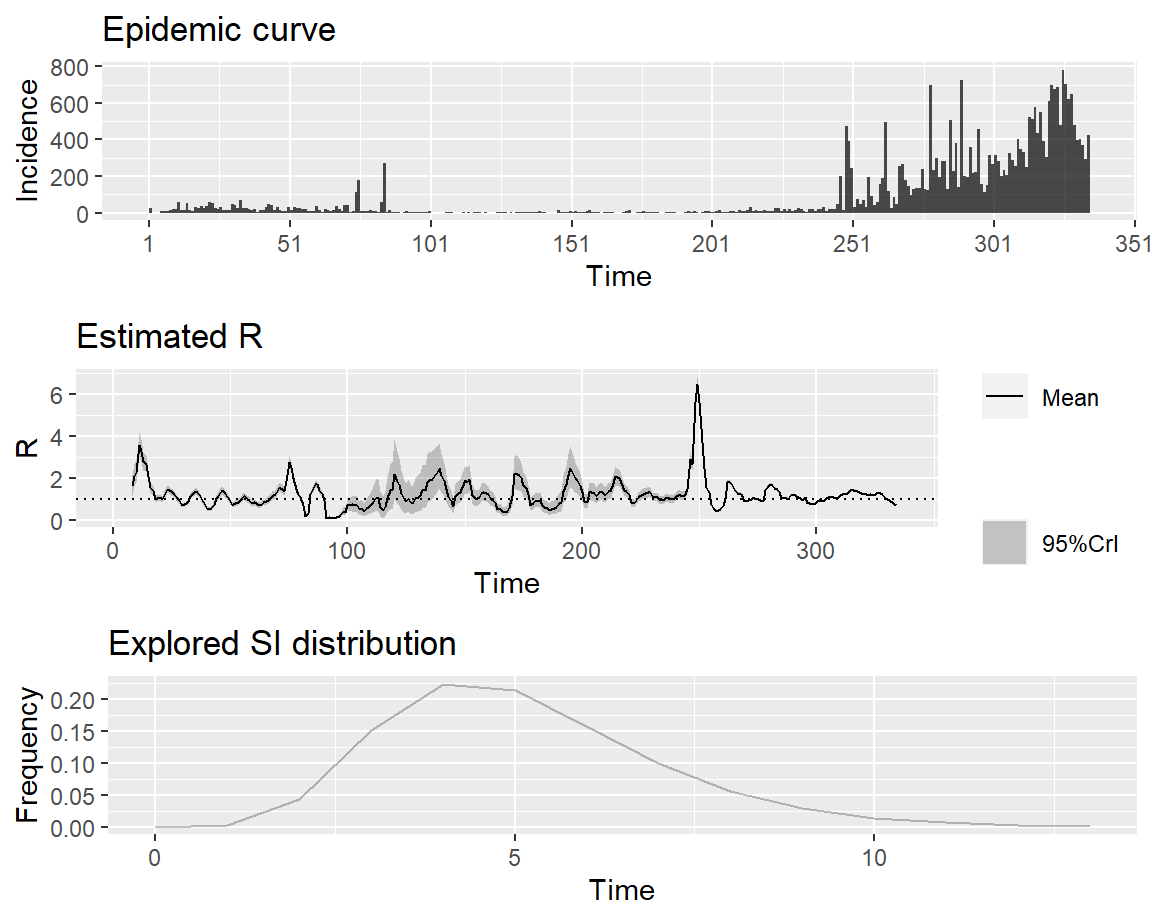 Epidemic curve
800
600
400
200
0
Incidence
1 51 101 151 201 251 301 351
Time
Estimated R
6
4
2
0
R
0 100 200 300
Time
Mean
95%CrI
Explored SI distribution
0.20
0.15
0.10
0.05
0.00
Frequency
0 5 10
Time